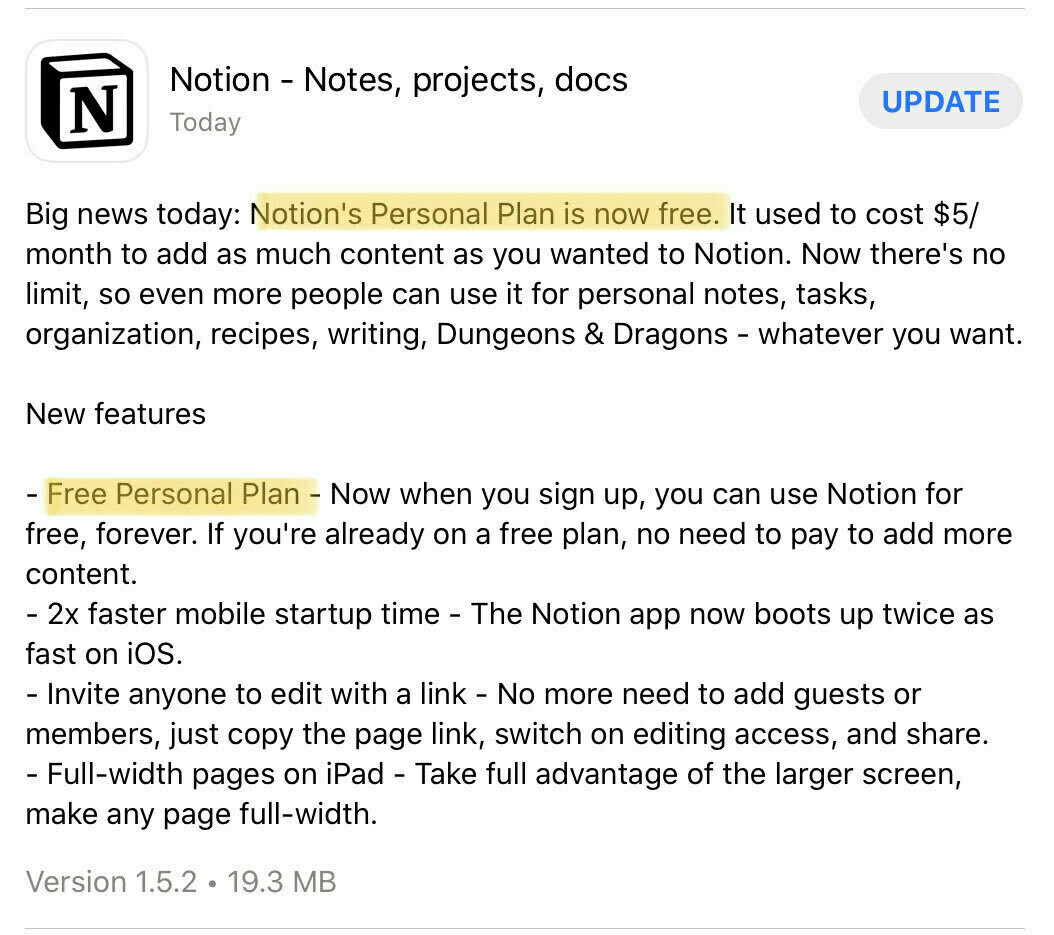 N
Notion - Notes, projects, docs
Today
UPDATE
Big news today: Notion's Personal Plan is now free. It used to cost $5/
month to add as much content as you wanted to Notion. Now there's no
limit, so even more people can use it for personal notes, tasks,
organization, recipes, writing, Dungeons & Dragons - whatever you want.
New features
- Free Personal Plan - Now when you sign up, you can use Notion for
free, forever. If you're already on a free plan, no need to pay to add more
content.
- 2x faster mobile startup time - The Notion app now boots up twice as
fast on iOS.
- Invite anyone to edit with a link - No more need to add guests or
members, just copy the page link, switch on editing access, and share.
- Full-width pages on iPad - Take full advantage of the larger screen,
make any page full-width.
Version 1.5.2 • 19.3 MB